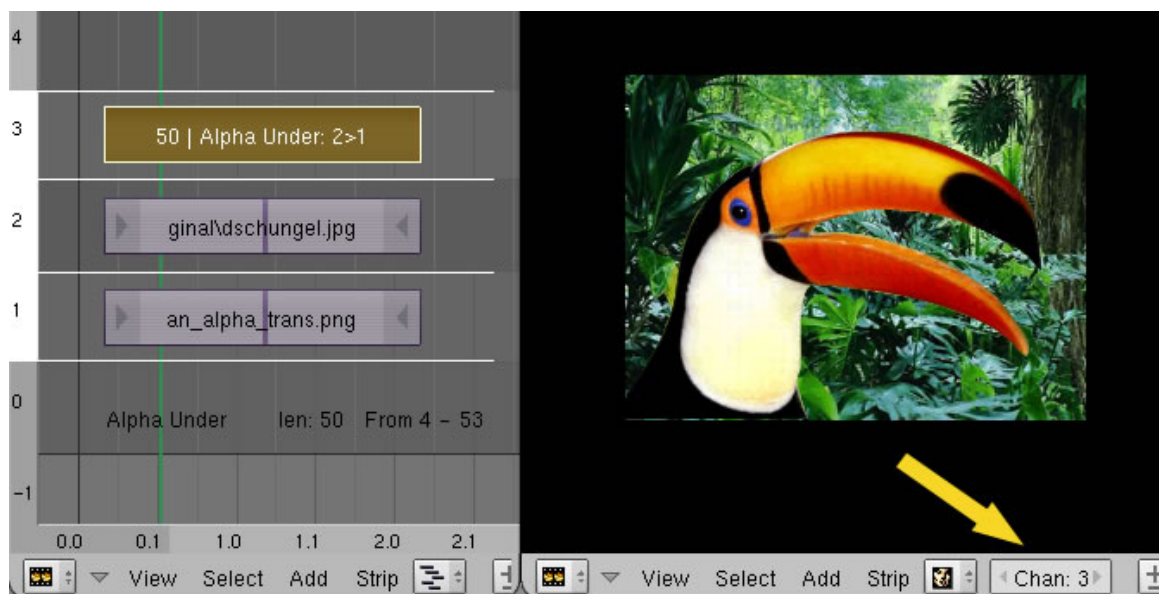 4
3
50 | Alpha Under: 2>1
2
ginal\dschungel.jpg
1
an_alpha_trans.png
0
Alpha Under len: 50 From 4 - 53
-1
0.0 0.1 1.0 1.1 2.0 2.1
View Select Add Strip
View Select Add Strip Chan: 3